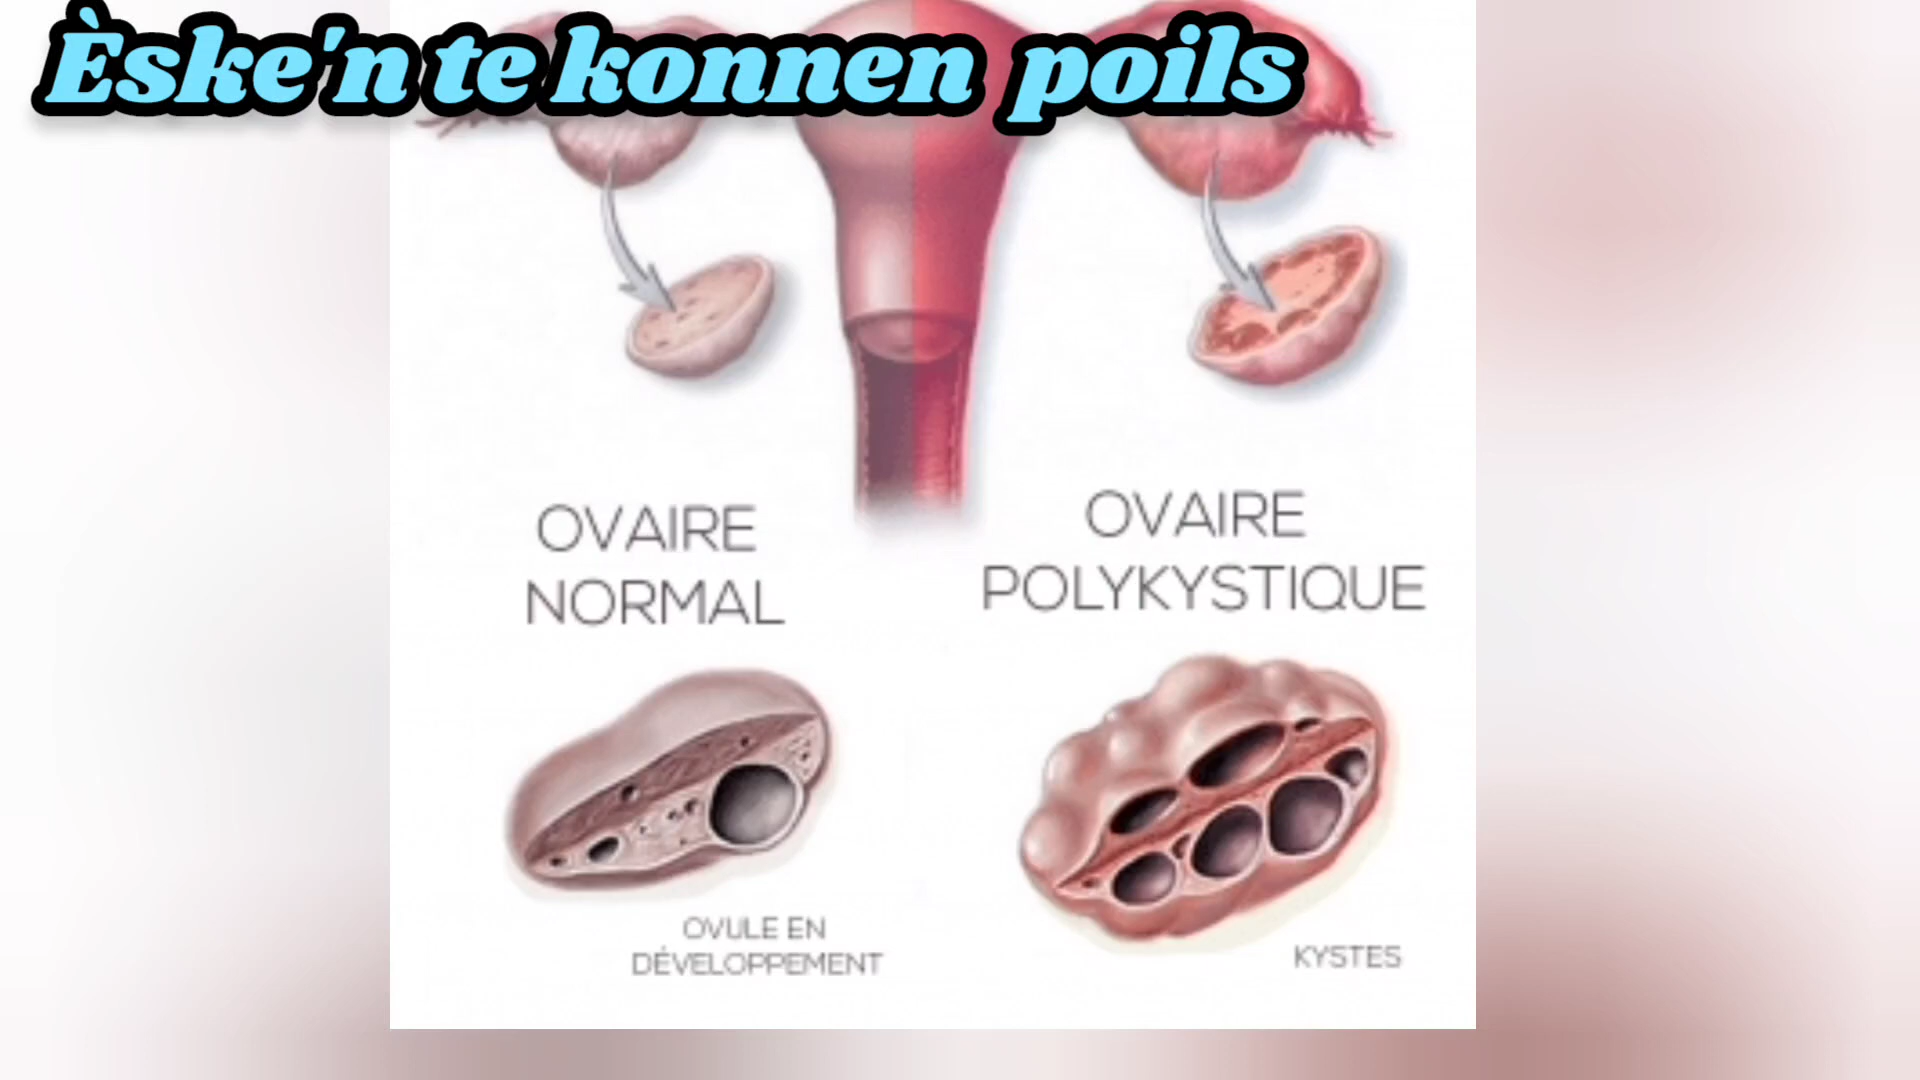 Èske'n te konnen poils
OVAIRE
NORMAL
OVAIRE
POLYKYSTIQUE
OVULE EN
DÉVELOPPEMENT
KYSTES